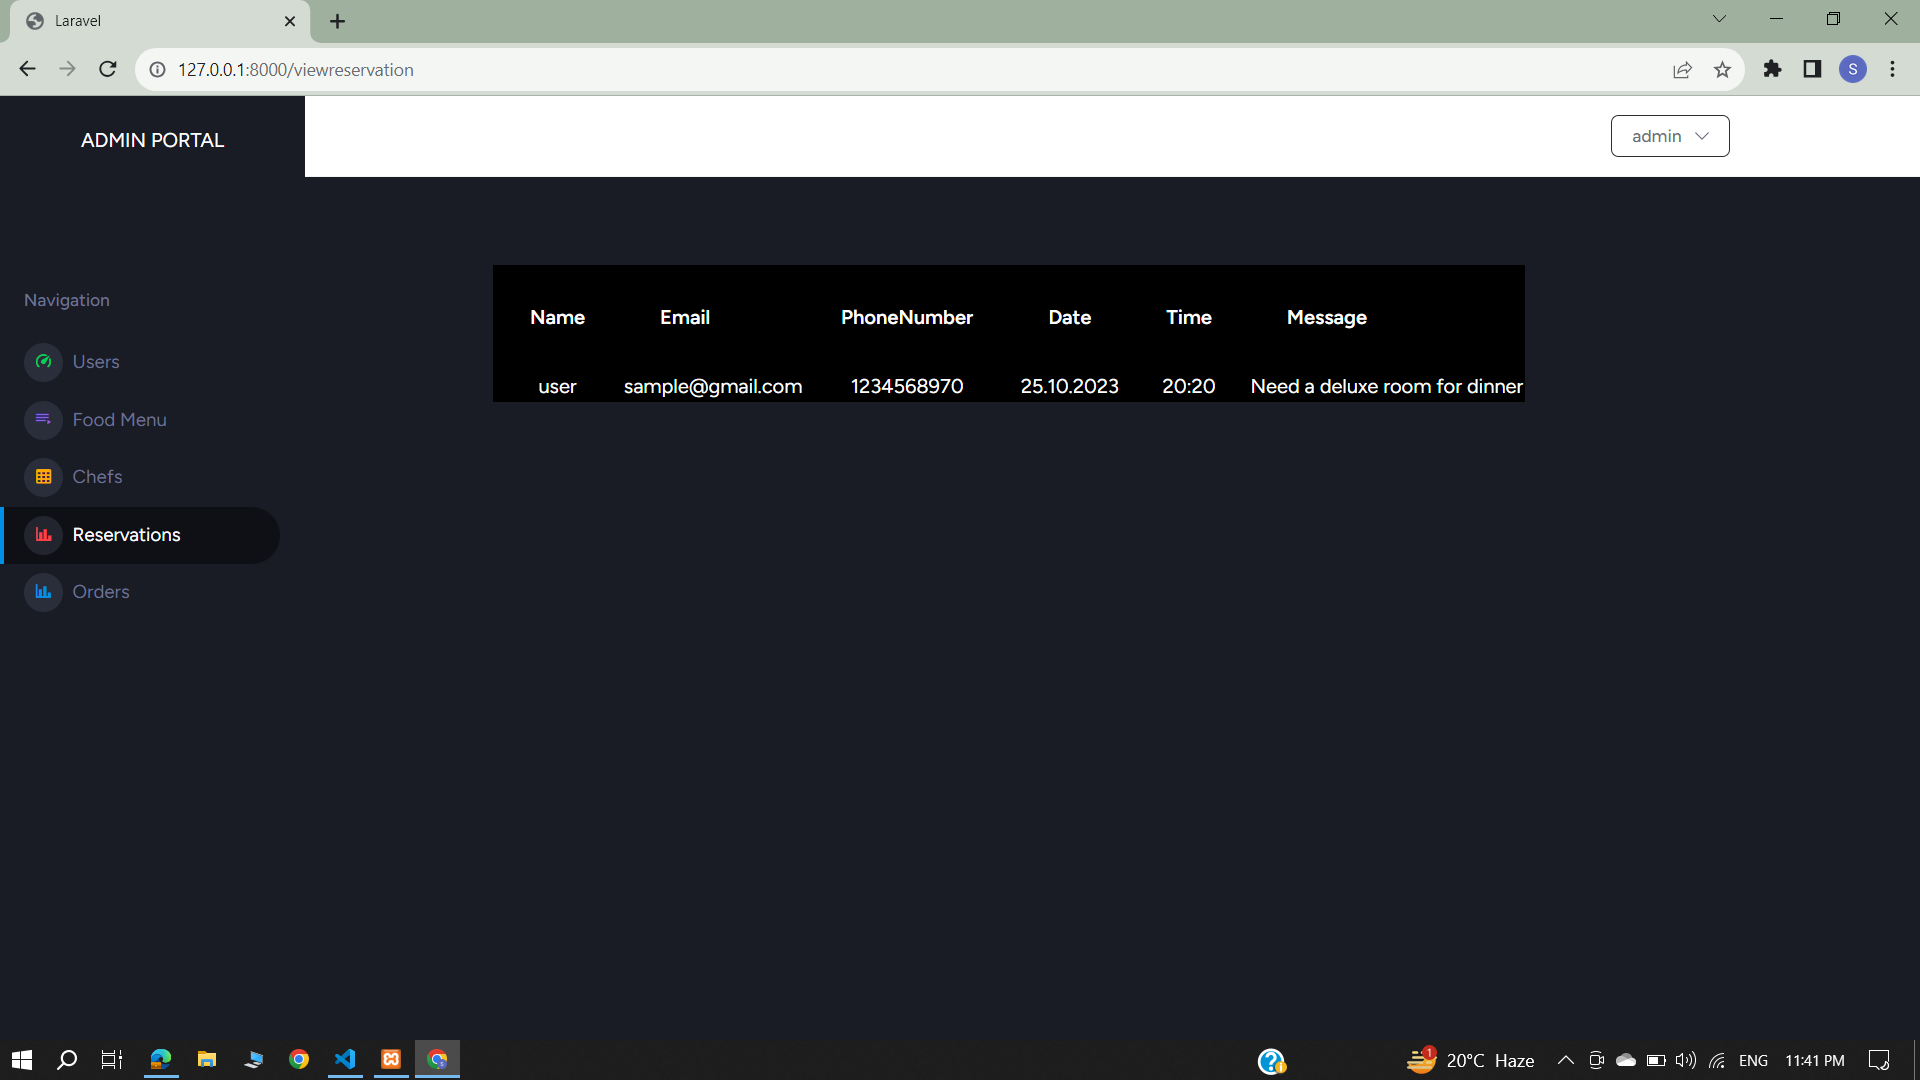 Laravel
127.0.0.1:8000/viewreservation
S
ADMIN PORTAL
admin
Navigation
Users
Food Menu
Chefs
Reservations
Orders
Name Email PhoneNumber Date Time Message
user sample@gmail.com 1234568970 25.10.2023 20:20 Need a deluxe room for dinner
1
20°C Haze
ENG
11:41 PM